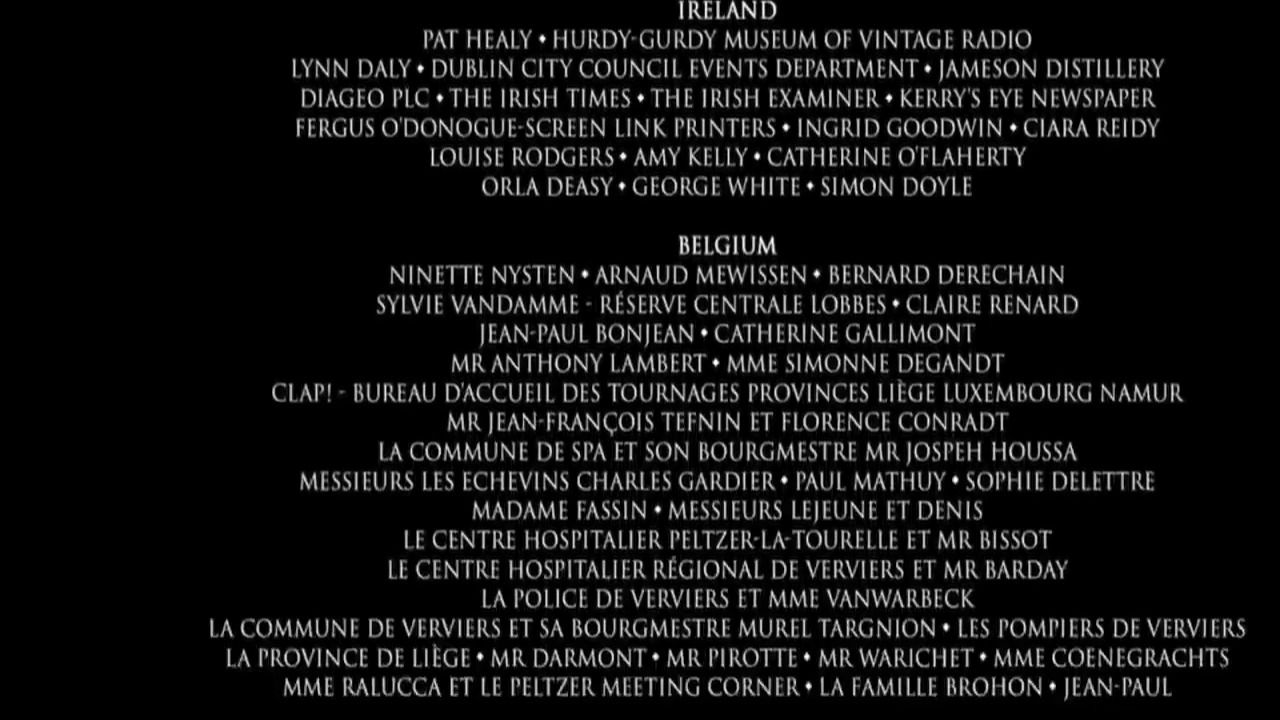 IRELAND
PAT HEALY • HURDY-GURDY MUSEUM OF VINTAGE RADIO
LYNN DALY • DUBLIN CITY COUNCIL EVENTS DEPARTMENT • JAMESON DISTILLERY
DIAGEO PLC • THE IRISH TIMES • THE IRISH EXAMINER • KERRY'S EYE NEWSPAPER
FERGUS O'DONOGUE-SCREEN LINK PRINTERS • INGRID GOODWIN • CIARA REIDY
LOUISE RODGERS • AMY KELLY • CATHERINE O'FLAHERTY
ORLA DEASY • GEORGE WHITE • SIMON DOYLE
BELGIUM
NINETTE NYSTEN • ARNAUD MEWISSEN • BERNARD DERECHAIN
SYLVIE VANDAMME - RÉSERVE CENTRALE LOBBES • CLAIRE RENARD
JEAN-PAUL BONJEAN • CATHERINE GALLIMONT
MR ANTHONY LAMBERT • MME SIMONNE DEGANDT
CLAP! - BUREAU D'ACCUEIL DES TOURNAGES PROVINCES LIÈGE LUXEMBOURG NAMUR
MR JEAN-FRANÇOIS TEFNIN ET FLORENCE CONRADT
LA COMMUNE DE SPA ET SON BOURGMESTRE MR JOSPEH HOUSSA
MESSIEURS LES ECHEVINS CHARLES GARDIER • PAUL MATHUY • SOPHIE DELETTRE
MADAME FASSIN • MESSIEURS LEJEUNE ET DENIS
LE CENTRE HOSPITALIER PELTZER-LA-TOURELLE ET MR BISSOT
LE CENTRE HOSPITALIER RÉGIONAL DE VERVIERS ET MR BARDAY
LA POLICE DE VERVIERS ET MME VANWARBECK
LA COMMUNE DE VERVIERS ET SA BOURGMESTRE MUREL TARGNION • LES POMPIERS DE VERVIERS
LA PROVINCE DE LIÈGE • MR DARMONT • MR PIROTTE • MR WARICHET • MME COENEGRACHTS
MME RALUCCA ET LE PELTZER MEETING CORNER • LA FAMILLE BROHON • JEAN-PAUL